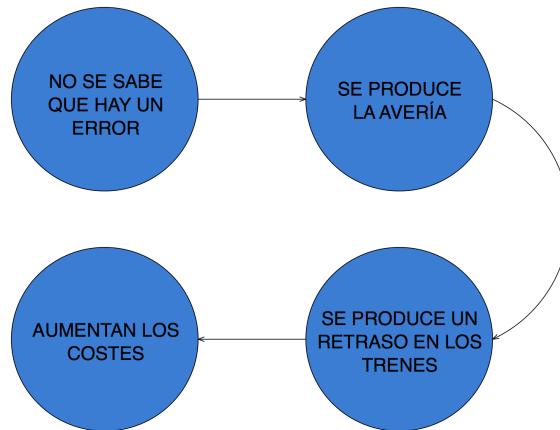 NO SE SABE
QUE HAY UN
ERROR
SE PRODUCE
LA AVERÍA
SE PRODUCE UN
RETRASO EN LOS
TRENES
AUMENTAN LOS
COSTES